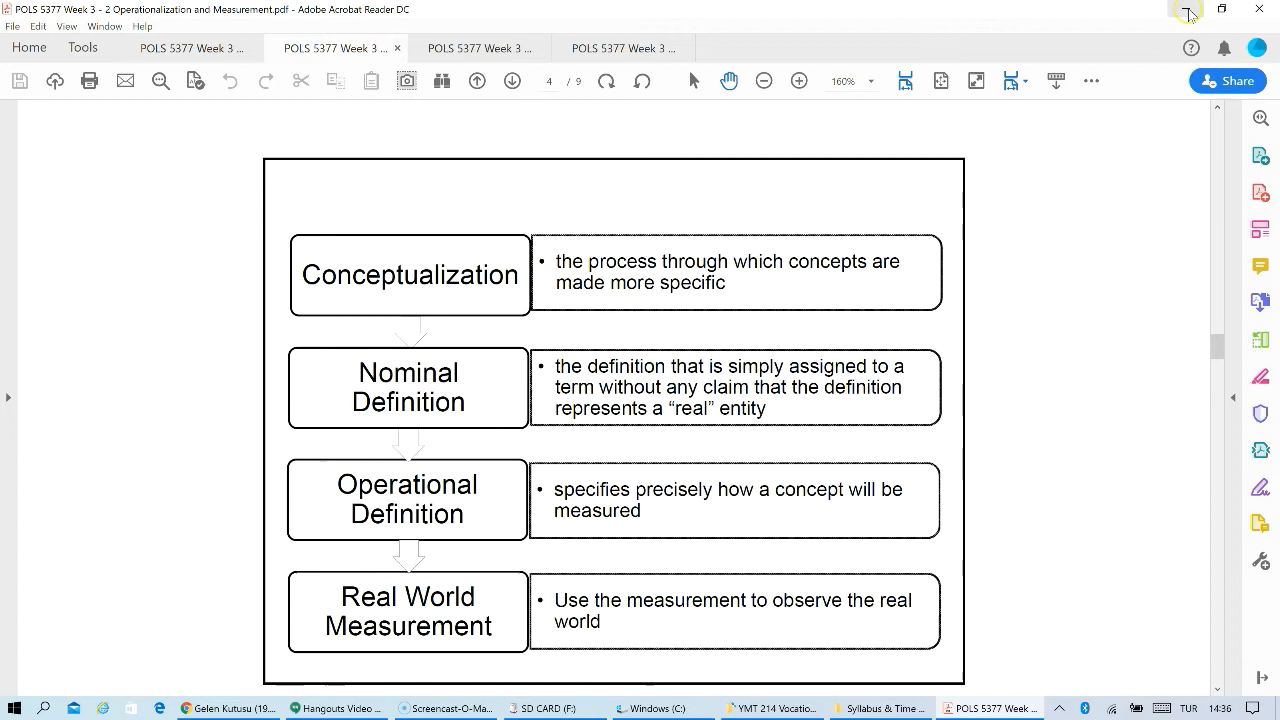 POLS 5377 Week 3 - 2 Operationalization and Measurement.pdf - Adobe Acrobat Reader DC
File Edit View Window Help
Home Tools POLS 5377 Week 3 ... POLS 5377 Week 3 ... × POLS 5377 Week 3 ... POLS 5377 Week 3 ...
4 / 9 160% Share
Conceptualization
• the process through which concepts are
made more specific
Nominal
Definition
• the definition that is simply assigned to a
term without any claim that the definition
represents a “real” entity
Operational
Definition
• specifies precisely how a concept will be
measured
Real World
Measurement
• Use the measurement to observe the real
world
Gelen Kutusu (19... Hangouts Video ... Screencast-O-Ma... SD CARD (F:) Windows (C:) YMT 214 Vocatio... Syllabus & Time ... POLS 5377 Week ... TUR 14:36